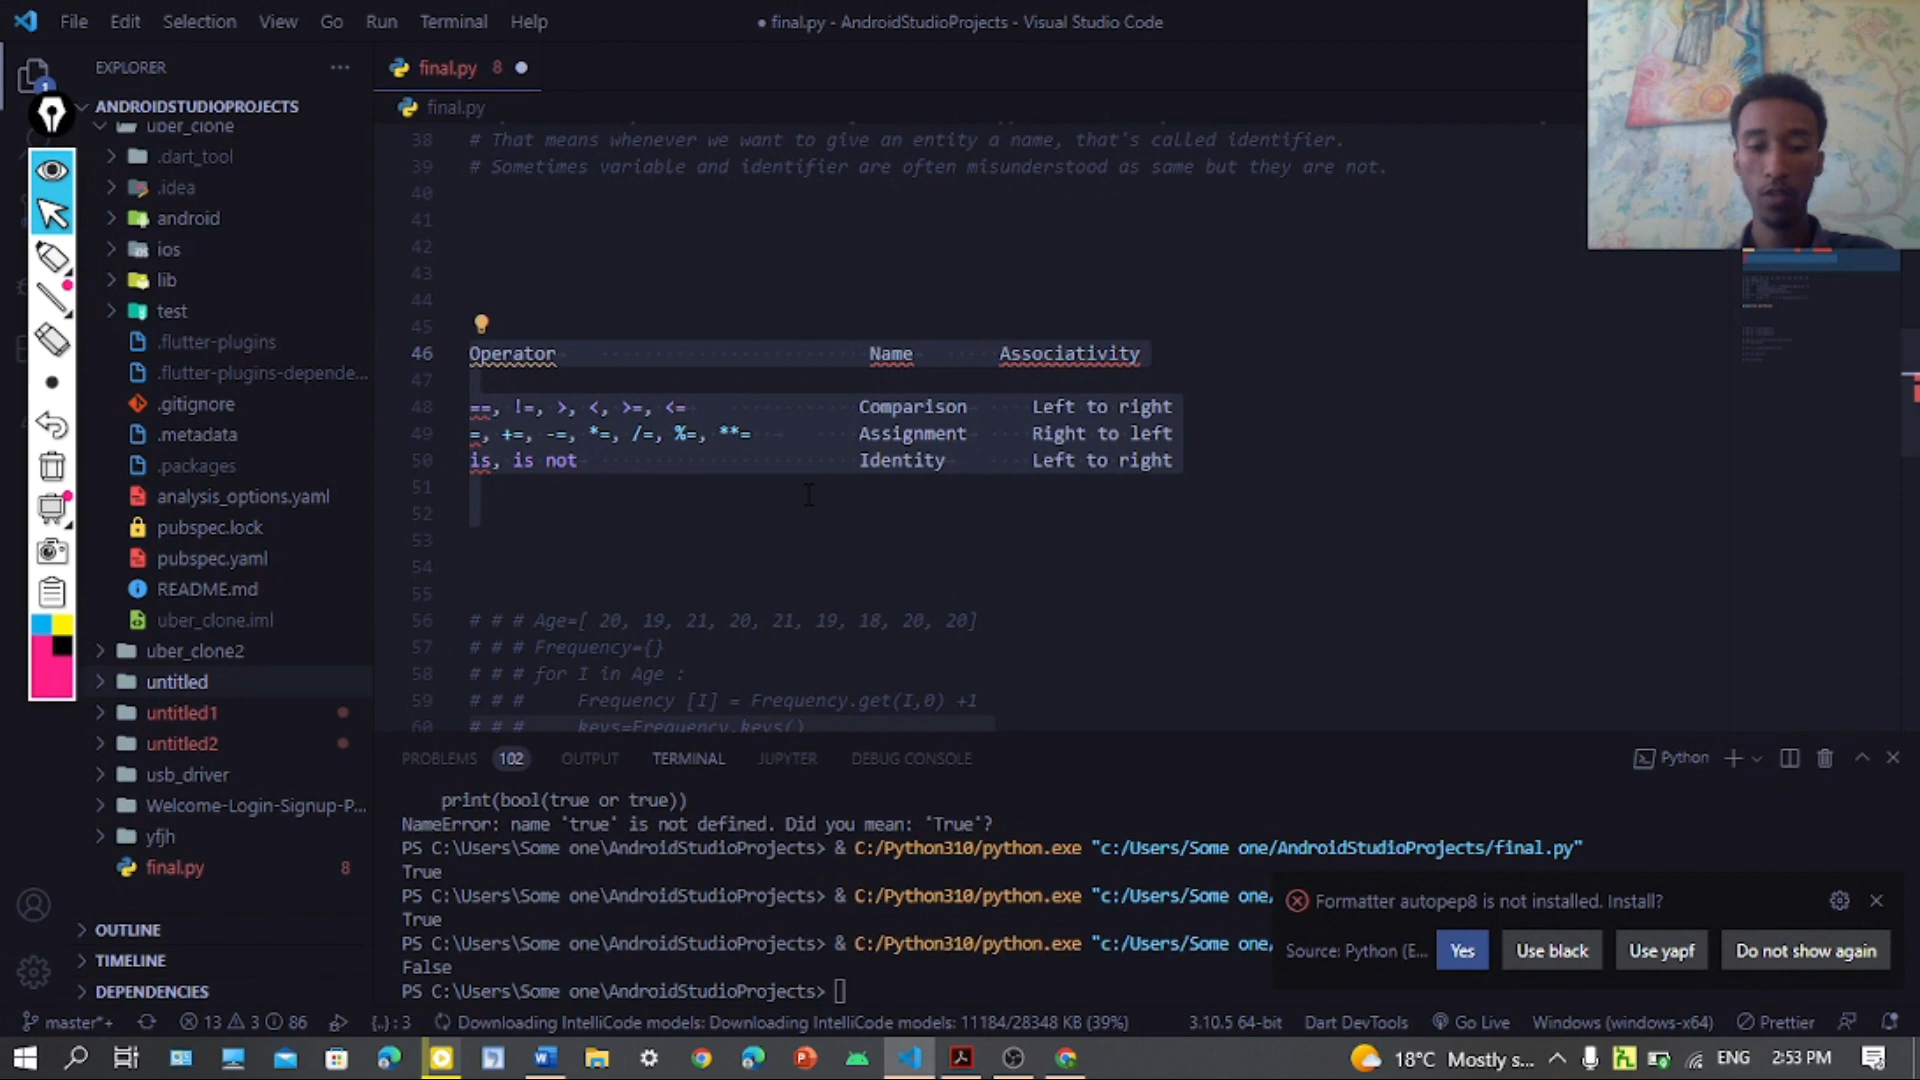 File Edit Selection View Go Run Terminal Help
● final.py - AndroidStudioProjects - Visual Studio Code
EXPLORER
final.py 8
ANDROIDSTUDIOPROJECTS
final.py
uber_clone
.dart_tool
.idea
android
ios
lib
test
.flutter-plugins
.flutter-plugins-depende...
.gitignore
.metadata
.packages
analysis_options.yaml
pubspec.lock
pubspec.yaml
README.md
uber_clone.iml
uber_clone2
untitled
untitled1
untitled2
usb_driver
Welcome-Login-Signup-P...
yfjh
final.py 8
OUTLINE
TIMELINE
DEPENDENCIES
38 # That means whenever we want to give an entity a name, that's called identifier.
39 # Sometimes variable and identifier are often misunderstood as same but they are not.
40
41
42
43
44
45
46 Operator Name Associativity
47
48 ==, !=, >, <, >=, <= Comparison Left to right
49 =, +=, -=, *=, /=, %=, **= Assignment Right to left
50 is, is not Identity Left to right
51
52
53
54
55
56 # # # Age=[ 20, 19, 21, 20, 21, 19, 18, 20, 20]
57 # # # Frequency={}
58 # # # for I in Age :
59 # # # Frequency [I] = Frequency.get(I,0) +1
60 # # # keys=Frequency.keys()
PROBLEMS 102 OUTPUT TERMINAL JUPYTER DEBUG CONSOLE
Python
print(bool(true or true))
NameError: name 'true' is not defined. Did you mean: 'True'?
PS C:\Users\Some one\AndroidStudioProjects> & C:/Python310/python.exe "c:/Users/Some one/AndroidStudioProjects/final.py"
True
PS C:\Users\Some one\AndroidStudioProjects> & C:/Python310/python.exe "c:/Users/Some one/
True
PS C:\Users\Some one\AndroidStudioProjects> & C:/Python310/python.exe "c:/Users/Some one/
False
PS C:\Users\Some one\AndroidStudioProjects>
Formatter autopep8 is not installed. Install?
Source: Python (E...
Yes
Use black
Use yapf
Do not show again
master*+ 13 3 86 {..}: 3 Downloading IntelliCode models: Downloading IntelliCode models: 11184/28348 KB (39%) 3.10.5 64-bit Dart DevTools Go Live Windows (windows-x64) Prettier
18°C Mostly s... ENG 2:53 PM